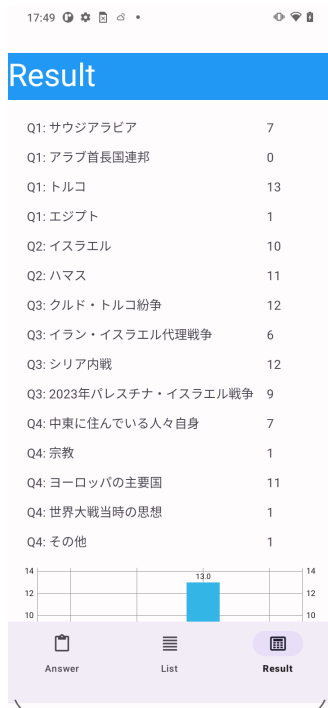 17:49
Result
Q1: サウジアラビア 7
Q1: アラブ首長国連邦 0
Q1: トルコ 13
Q1: エジプト 1
Q2: イスラエル 10
Q2: ハマス 11
Q3: クルド・トルコ紛争 12
Q3: イラン・イスラエル代理戦争 6
Q3: シリア内戦 12
Q3: 2023年パレスチナ・イスラエル戦争 9
Q4: 中東に住んでいる人々自身 7
Q4: 宗教 1
Q4: ヨーロッパの主要国 11
Q4: 世界大戦当時の思想 1
Q4: その他 1
14 14
13.0
12 12
10 10
Answer List Result